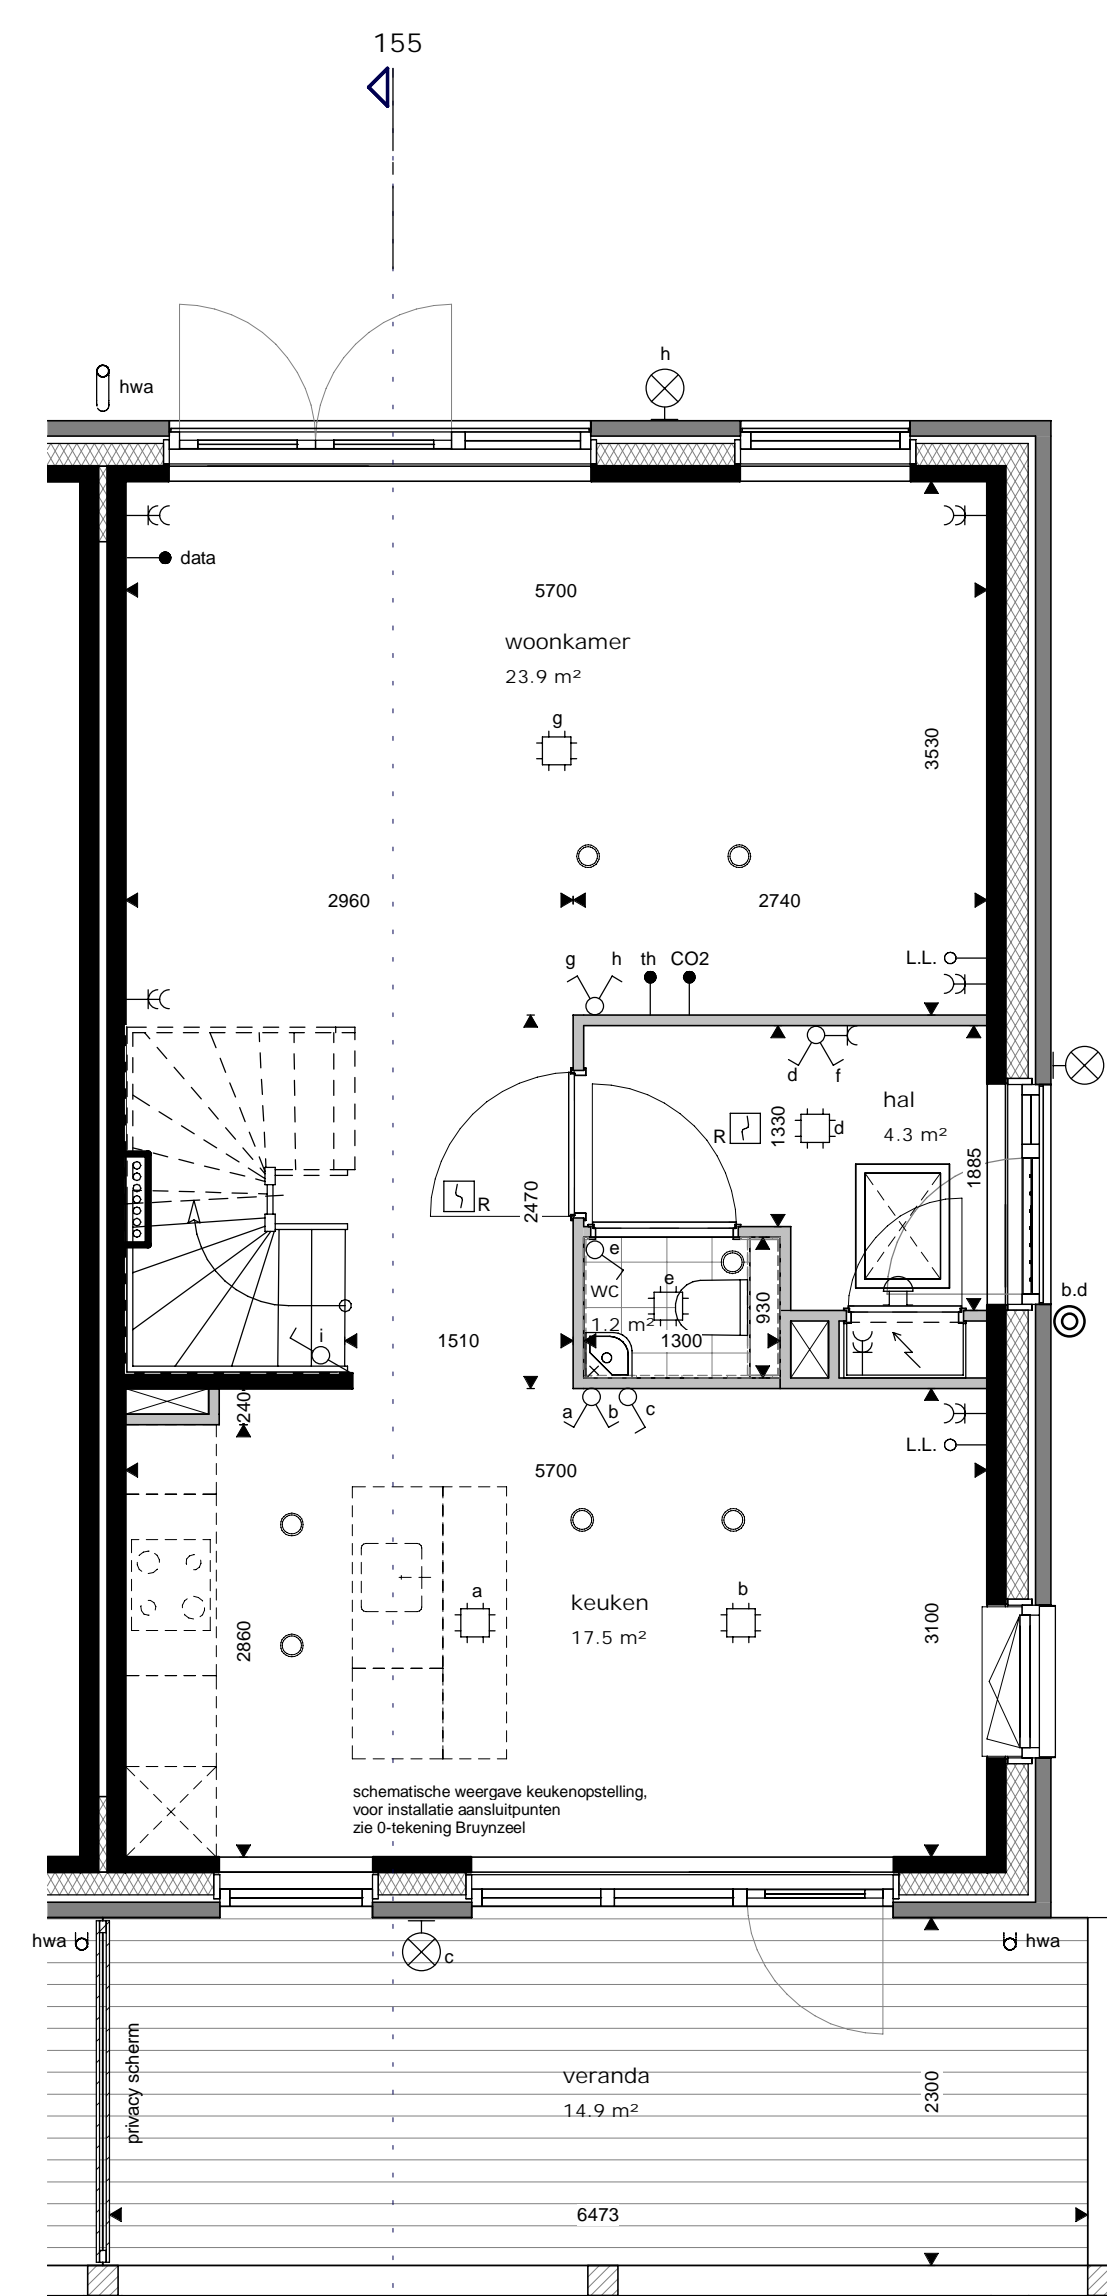 155
h
hwa
data
5700
woonkamer
23.9 m²
g
3530
2960
2740
g
h
th
CO2
L.L.
d
f
hal
4.3 m²
R
1330
d
1885
R
2470
e
wc
e
1.2 m²
930
b.d
i
1510
1300
240
a
b
c
L.L.
5700
a
b
keuken
17.5 m²
2860
3100
schematische weergave keukenopstelling,
voor installatie aansluitpunten
zie 0-tekening Bruynzeel
hwa
c
hwa
privacy scherm
veranda
14.9 m²
2300
6473